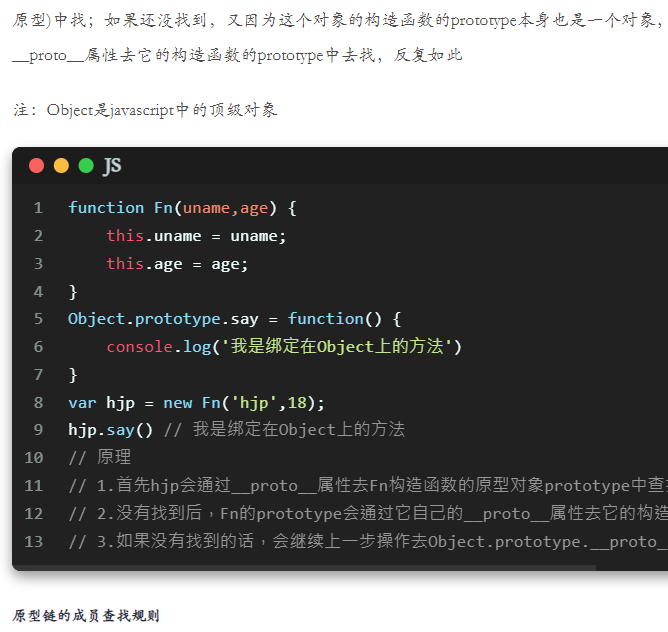 原型)中找；如果还没找到，又因为这个对象的构造函数的prototype本身也是一个对象，
__proto__属性去它的构造函数的prototype中去找，反复如此
注：Object是javascript中的顶级对象
JS
1 function Fn(uname,age) {
2     this.uname = uname;
3     this.age = age;
4 }
5 Object.prototype.say = function() {
6     console.log('我是绑定在Object上的方法')
7 }
8 var hjp = new Fn('hjp',18);
9 hjp.say() // 我是绑定在Object上的方法
10 // 原理
11 // 1.首先hjp会通过__proto__属性去Fn构造函数的原型对象prototype中查
12 // 2.没有找到后，Fn的prototype会通过它自己的__proto__属性去它的构造
13 // 3.如果没有找到的话，会继续上一步操作去Object.prototype.__proto_
原型链的成员查找规则